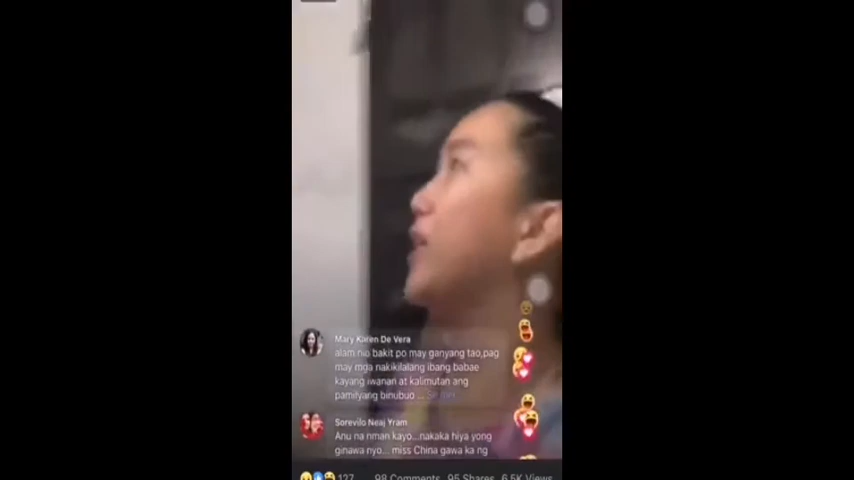 Mary Karen De Vera
alam nio bakit po may ganyang tao,pag
may mga nakikilalang ibang babae
kayang iwanan at kalimutan ang
pamilyang binubuo ...
Sorevilo Neaj Yram
Anu na nman kayo...nakaka hiya yong
ginawa nyo... miss China gawa ka ng
127 98 Comments 95 Shares 6.5K Views